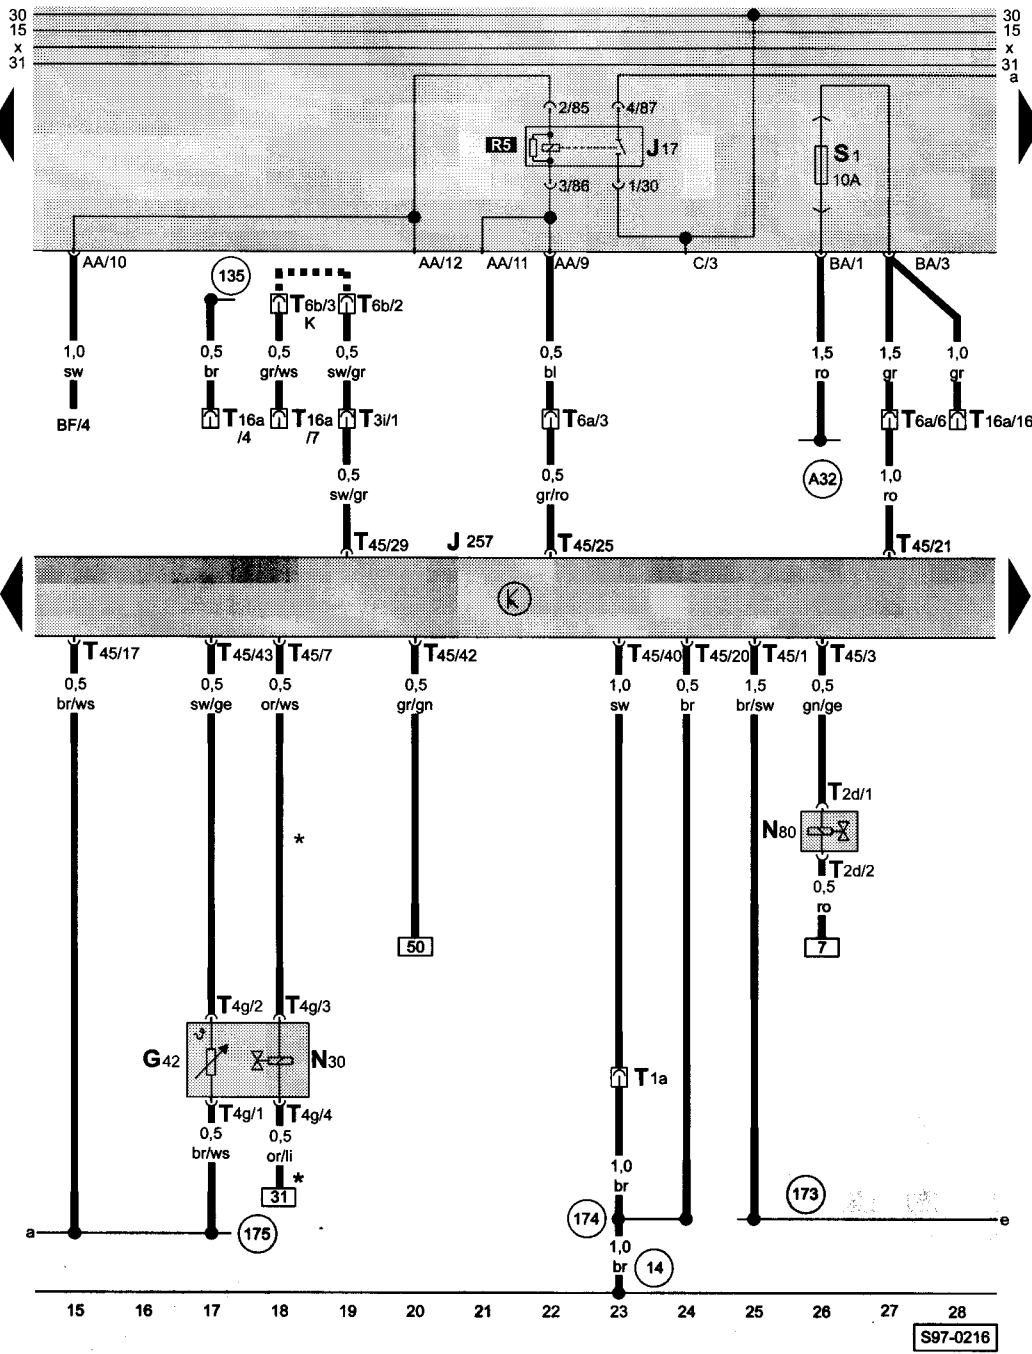 30 30
15 15
x x
31 31
a
2/85 4/87
R5 J17 S1
10A
3/86 1/30
AA/10 AA/12 AA/11 AA/9 C/3 BA/1 BA/3
135
T6b/3 T6b/2
K
1,0 0,5 0,5 0,5 0,5 1,5 1,5 1,0
sw br gr/ws sw/gr bl ro gr gr
BF/4 T16a T16a T3i/1 T6a/3 T6a/6 T16a/16
/4 /7
0,5 0,5 A32 1,0
sw/gr gr/ro ro
T45/29 J 257 T45/25 T45/21
K
T45/17 T45/43 T45/7 T45/42 T45/40 T45/20 T45/1 T45/3
0,5 0,5 0,5 0,5 1,0 0,5 1,5 0,5
br/ws sw/ge or/ws gr/gn sw br br/sw gn/ge
T2d/1
* N80
T2d/2
0,5
ro
50 7
T4g/2 T4g/3
G42 ϑ N30
T1a
T4g/1 T4g/4
0,5 0,5
br/ws or/li
1,0
br
31 * 173
174 e
a 175
1,0
br 14
15 16 17 18 19 20 21 22 23 24 25 26 27 28
S97-0216